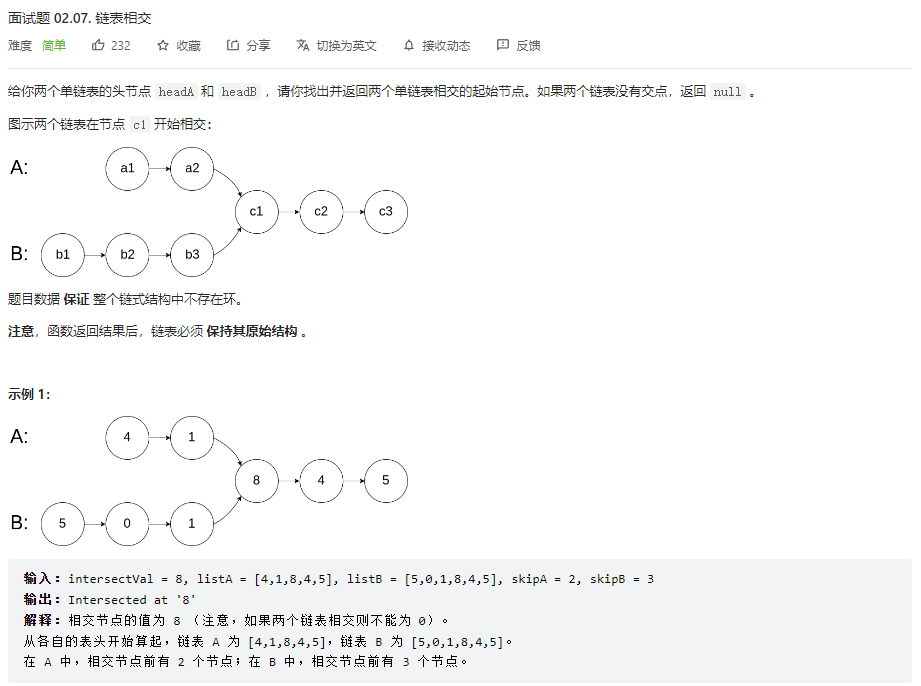 面试题 02.07. 链表相交
难度 简单 232 收藏 分享 切换为英文 接收动态 反馈
给你两个单链表的头节点 headA 和 headB ，请你找出并返回两个单链表相交的起始节点。如果两个链表没有交点，返回 null 。
图示两个链表在节点 c1 开始相交：
A: a1 a2
c1 c2 c3
B: b1 b2 b3
题目数据 保证 整个链式结构中不存在环。
注意，函数返回结果后，链表必须 保持其原始结构 。
示例 1：
A: 4 1
8 4 5
B: 5 0 1
输入：intersectVal = 8, listA = [4,1,8,4,5], listB = [5,0,1,8,4,5], skipA = 2, skipB = 3
输出：Intersected at '8'
解释：相交节点的值为 8 （注意，如果两个链表相交则不能为 0）。
从各自的表头开始算起，链表 A 为 [4,1,8,4,5]，链表 B 为 [5,0,1,8,4,5]。
在 A 中，相交节点前有 2 个节点；在 B 中，相交节点前有 3 个节点。